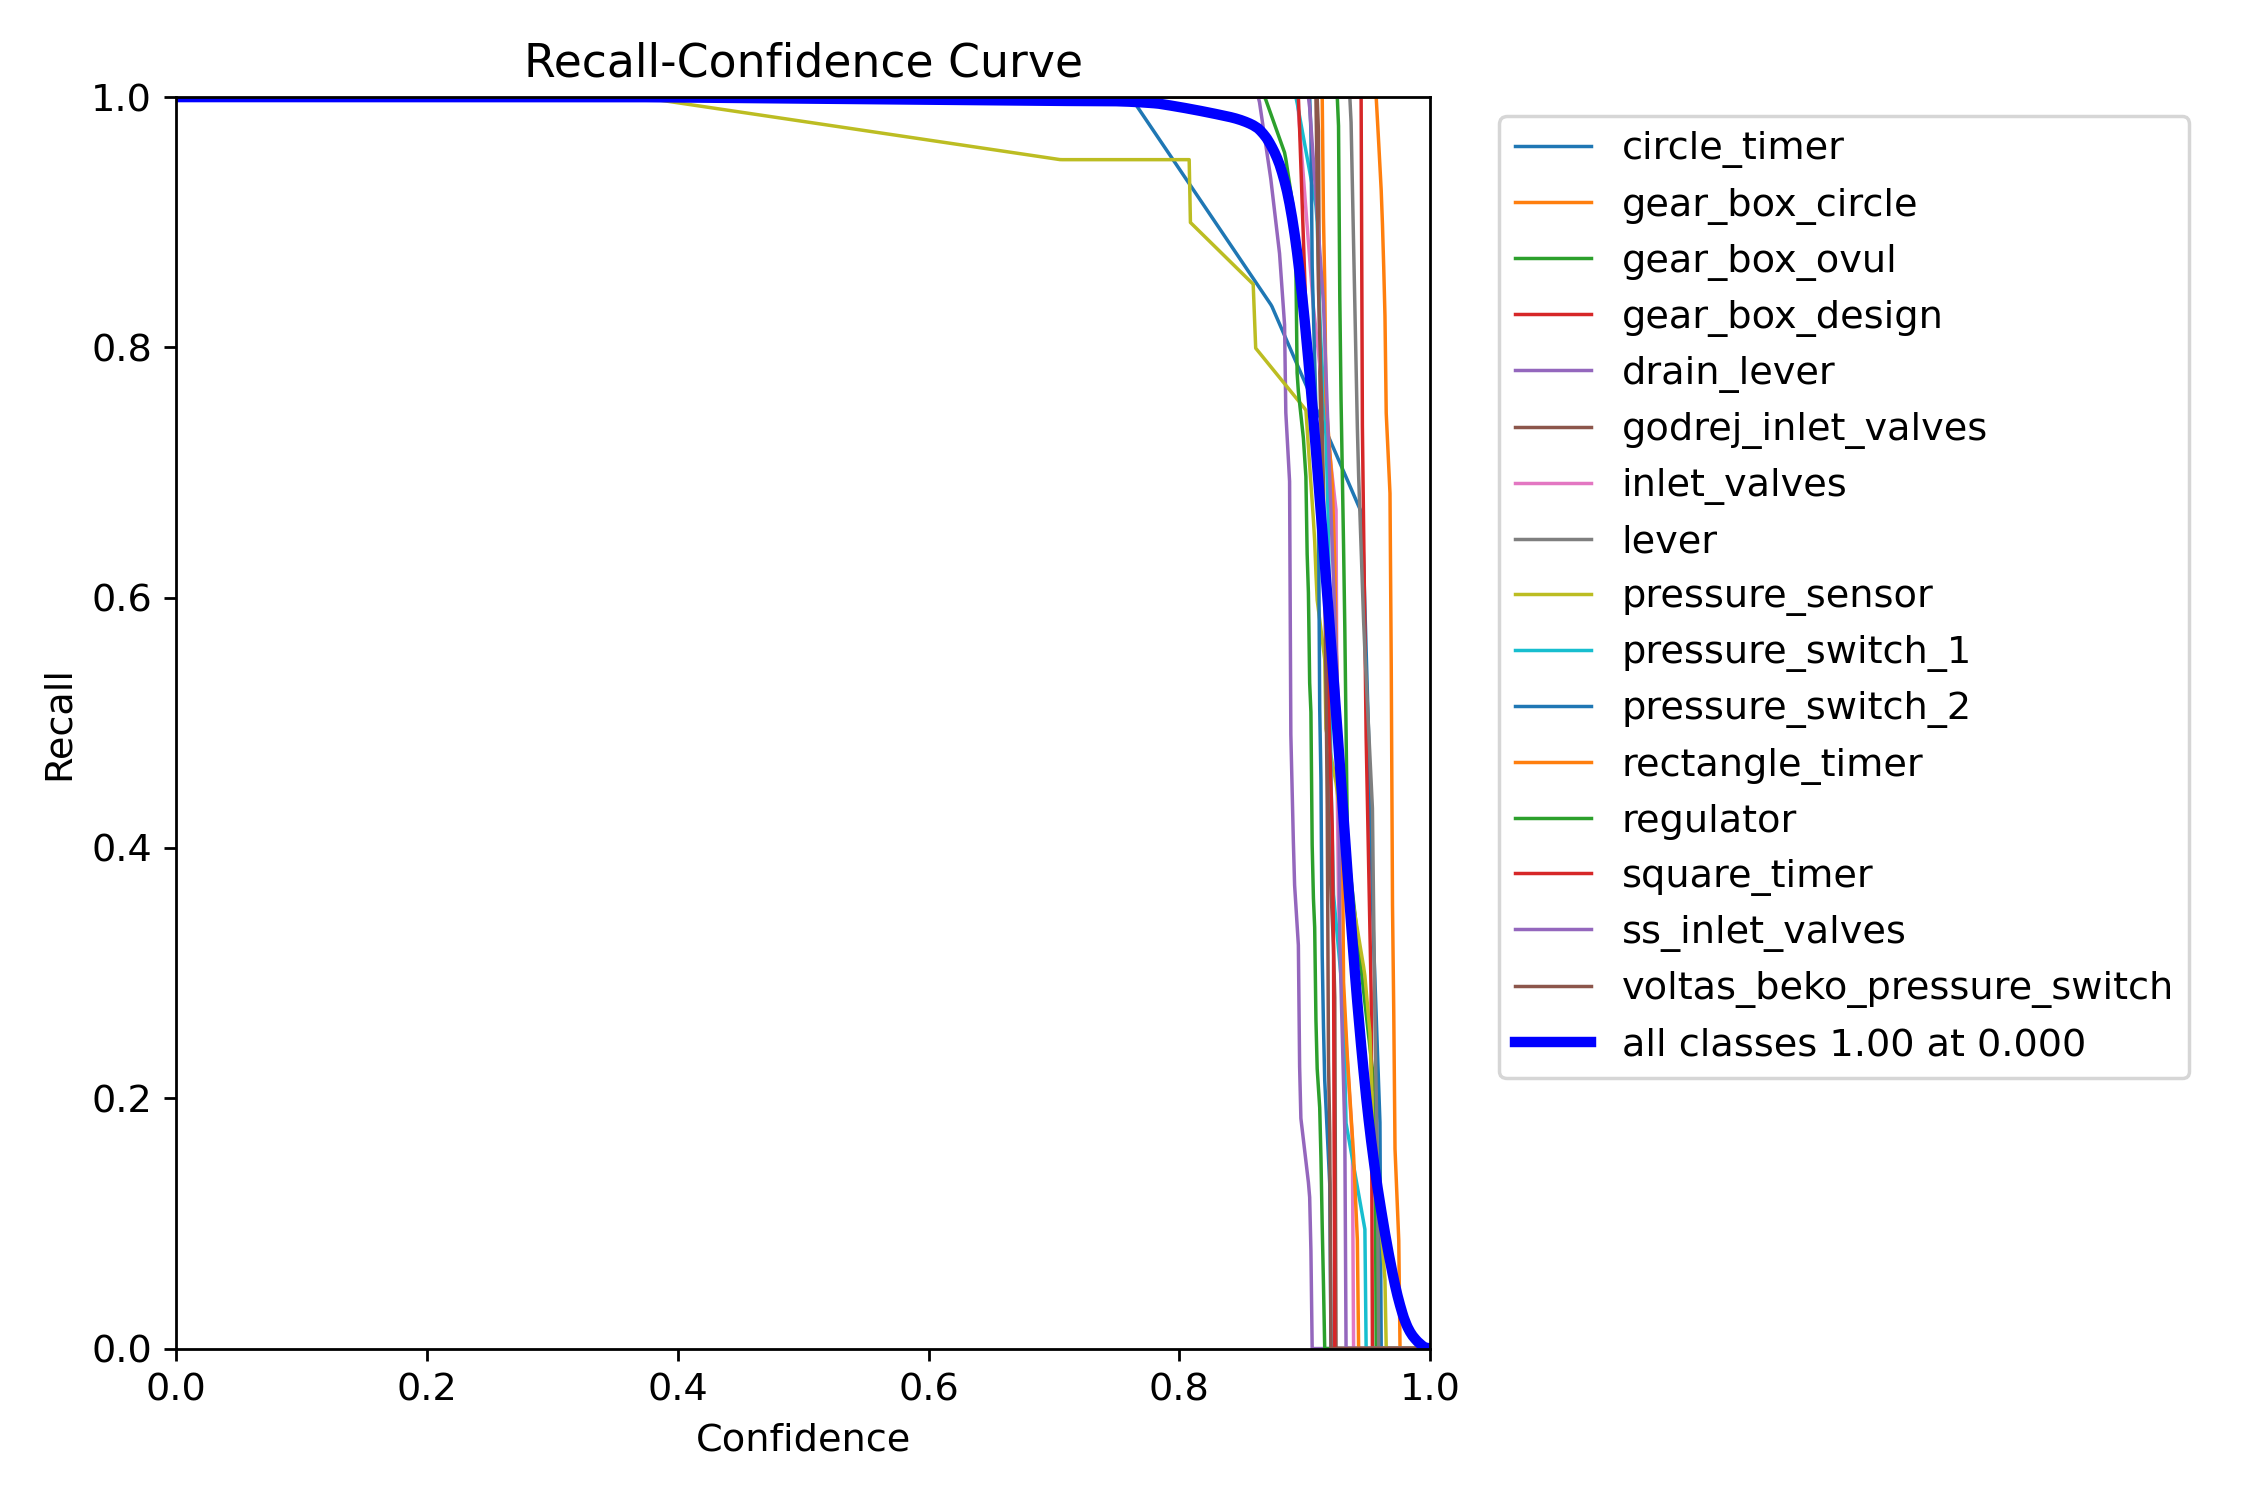 Recall-Confidence Curve
1.0
0.8
0.6
0.4
0.2
0.0
Recall
0.0 0.2 0.4 0.6 0.8 1.0
Confidence
circle_timer
gear_box_circle
gear_box_ovul
gear_box_design
drain_lever
godrej_inlet_valves
inlet_valves
lever
pressure_sensor
pressure_switch_1
pressure_switch_2
rectangle_timer
regulator
square_timer
ss_inlet_valves
voltas_beko_pressure_switch
all classes 1.00 at 0.000